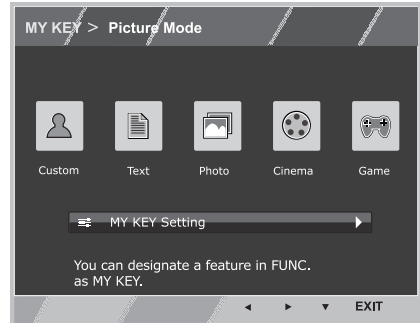 MY KEY > Picture Mode
Custom Text Photo Cinema Game
MY KEY Setting
You can designate a feature in FUNC.
as MY KEY.
EXIT